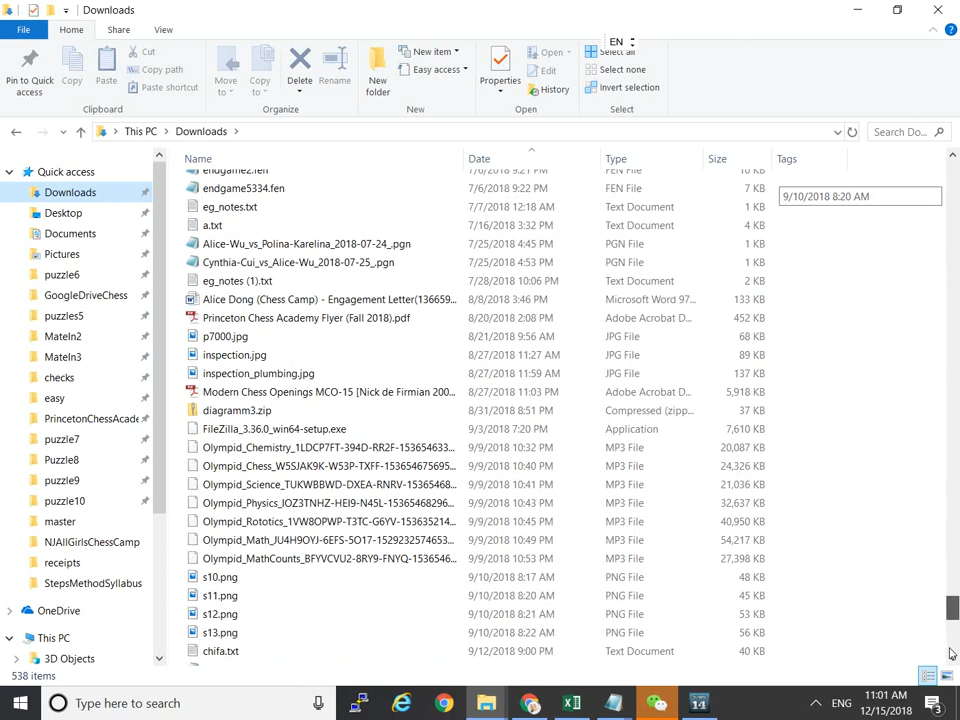 Downloads
File Home Share View
EN
Pin to Quick access
Copy
Paste
Cut
Copy path
Paste shortcut
Clipboard
Move to
Copy to
Delete
Rename
Organize
New folder
New item
Easy access
New
Properties
Open
Edit
History
Open
Select all
Select none
Invert selection
Select
This PC > Downloads >
Search Do...
Quick access
Downloads
Desktop
Documents
Pictures
puzzle6
GoogleDriveChess
puzzles5
MateIn2
MateIn3
checks
easy
PrincetonChessAcade
puzzle7
Puzzle8
puzzle9
puzzle10
master
NJAllGirlsChessCamp
receipts
StepsMethodSyllabus
OneDrive
This PC
3D Objects
Name Date Type Size Tags
endgame2.fen 7/6/2018 9:21 PM FEN File 10 KB
endgame5334.fen 7/6/2018 9:22 PM FEN File 7 KB
9/10/2018 8:20 AM
eg_notes.txt 7/7/2018 12:18 AM Text Document 1 KB
a.txt 7/16/2018 3:32 PM Text Document 4 KB
Alice-Wu_vs_Polina-Karelina_2018-07-24_.pgn 7/25/2018 4:45 PM PGN File 1 KB
Cynthia-Cui_vs_Alice-Wu_2018-07-25_.pgn 7/25/2018 4:53 PM PGN File 1 KB
eg_notes (1).txt 7/28/2018 10:06 PM Text Document 2 KB
Alice Dong (Chess Camp) - Engagement Letter(136659... 8/8/2018 3:46 PM Microsoft Word 97... 133 KB
Princeton Chess Academy Flyer (Fall 2018).pdf 8/20/2018 2:08 PM Adobe Acrobat D... 452 KB
p7000.jpg 8/21/2018 9:56 AM JPG File 68 KB
inspection.jpg 8/27/2018 11:27 AM JPG File 89 KB
inspection_plumbing.jpg 8/27/2018 11:59 AM JPG File 137 KB
Modern Chess Openings MCO-15 [Nick de Firmian 200... 8/27/2018 11:03 PM Adobe Acrobat D... 5,918 KB
diagramm3.zip 8/31/2018 8:51 PM Compressed (zipp... 37 KB
FileZilla_3.36.0_win64-setup.exe 9/3/2018 7:20 PM Application 7,610 KB
Olympid_Chemistry_1LDCP7FT-394D-RR2F-153654633... 9/9/2018 10:32 PM MP3 File 20,087 KB
Olympid_Chess_W5SJAK9K-W53P-TXFF-153654675695... 9/9/2018 10:40 PM MP3 File 24,326 KB
Olympid_Science_TUKWBBWD-DXEA-RNRV-1536548... 9/9/2018 10:41 PM MP3 File 21,036 KB
Olympid_Physics_IOZ3TNHZ-HEI9-N45L-15365468296... 9/9/2018 10:43 PM MP3 File 32,637 KB
Olympid_Rototics_1VW8OPWP-T3TC-G6YV-153635214... 9/9/2018 10:45 PM MP3 File 40,950 KB
Olympid_Math_JU4H9OYJ-6EFS-5O17-1529232574653... 9/9/2018 10:49 PM MP3 File 54,217 KB
Olympid_MathCounts_BFYVCVU2-8RY9-FNYQ-1536546... 9/9/2018 10:53 PM MP3 File 27,398 KB
s10.png 9/10/2018 8:17 AM PNG File 48 KB
s11.png 9/10/2018 8:20 AM PNG File 45 KB
s12.png 9/10/2018 8:21 AM PNG File 53 KB
s13.png 9/10/2018 8:22 AM PNG File 56 KB
chifa.txt 9/12/2018 9:00 PM Text Document 40 KB
538 items
Type here to search
ENG
11:01 AM
12/15/2018
3